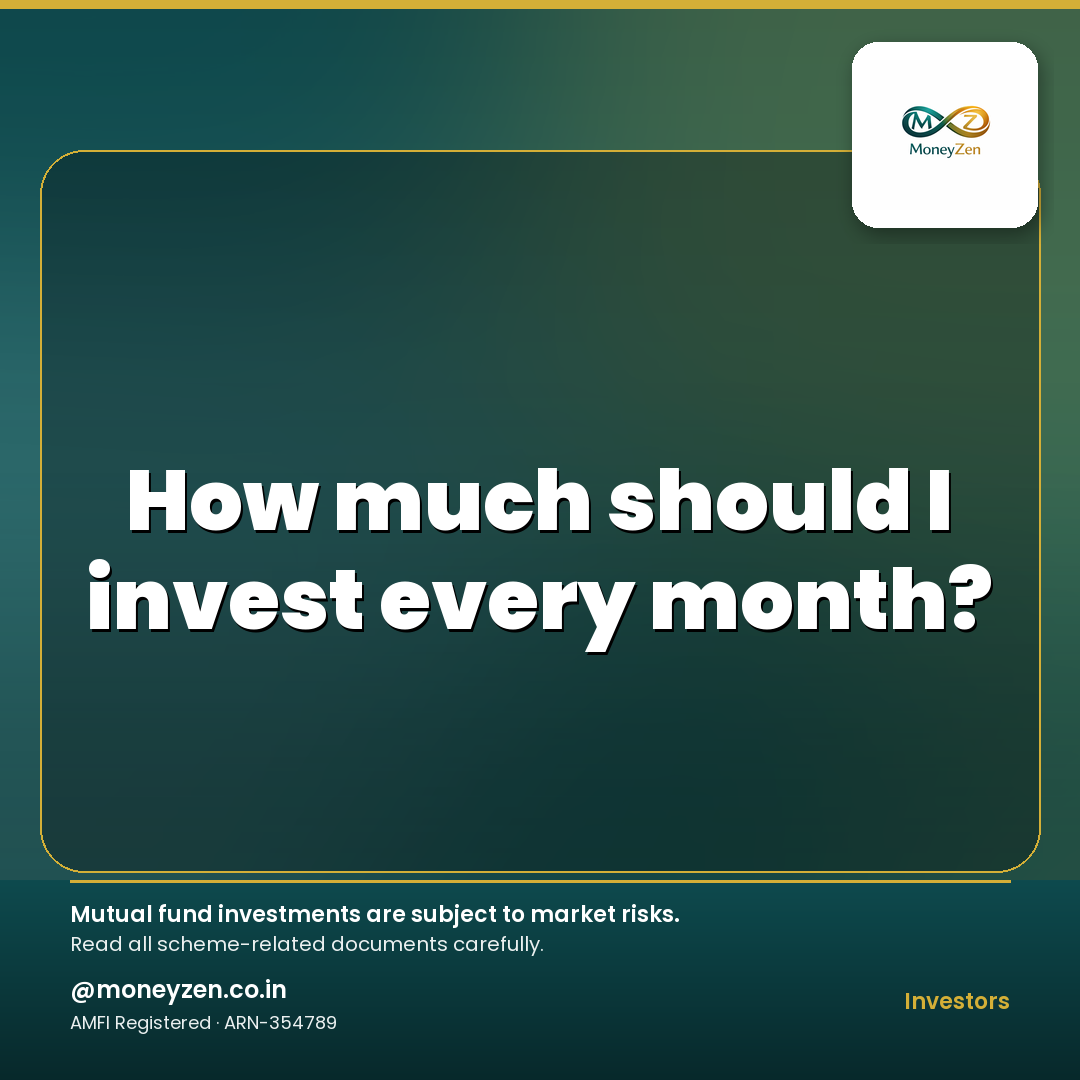 M Z
MoneyZen
How much should I
invest every month?
Mutual fund investments are subject to market risks.
Read all scheme-related documents carefully.
@moneyzen.co.in
AMFI Registered · ARN-354789
Investors